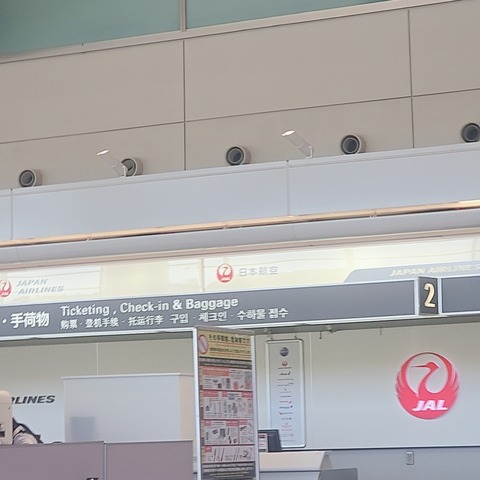 JAPAN
AIRLINES
日本航空
JAPAN AIRLINES
・手荷物
Ticketing , Check-in & Baggage
购票・登机手续・托运行李 구입・체크인・수하물 접수
2
RLINES
JAL